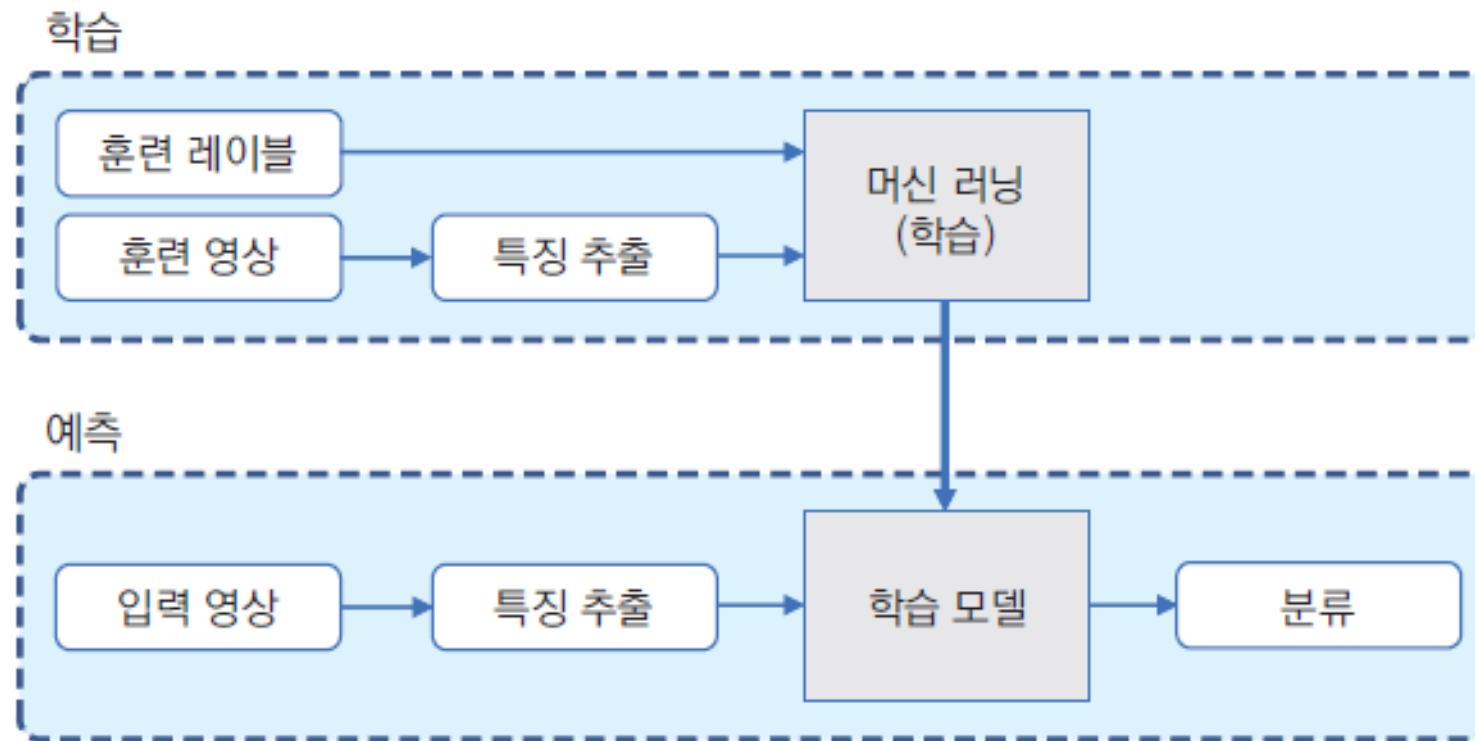 학습
훈련 레이블
머신 러닝
(학습)
훈련 영상
특징 추출
예측
입력 영상
특징 추출
학습 모델
분류